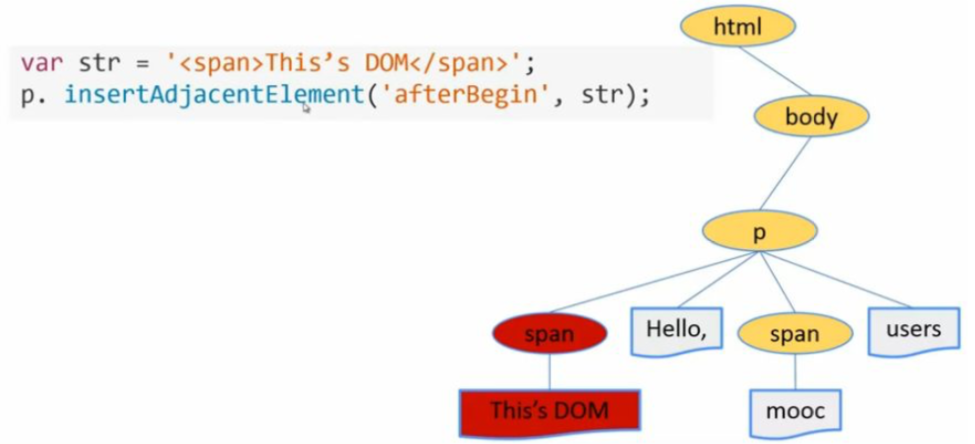 html
var str = '<span>This’s DOM</span>';
p. insertAdjacentElement('afterBegin', str);
body
p
span
Hello,
span
users
This's DOM
mooc